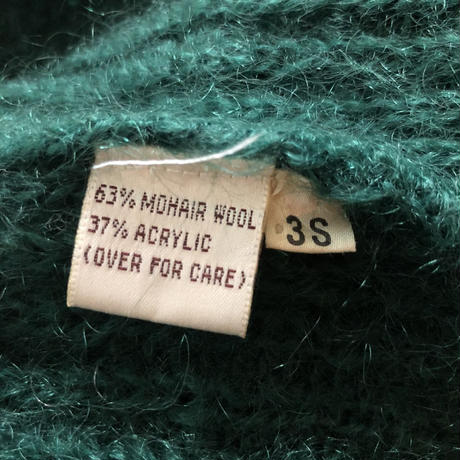 63% MOHAIR WOOL
37% ACRYLIC
(OVER FOR CARE)
3S